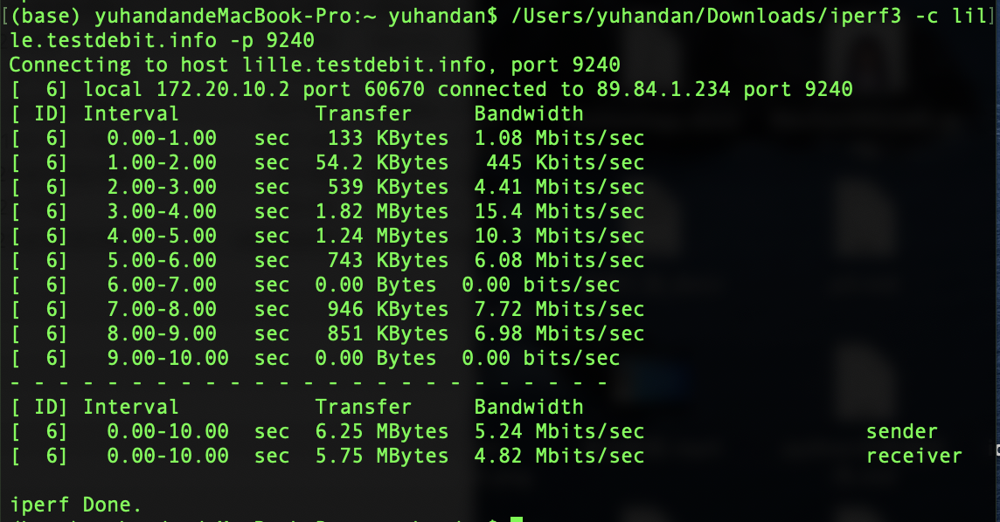 [(base) yuhandandeMacBook-Pro:~ yuhandan$ /Users/yuhandan/Downloads/iperf3 -c lil]
le.testdebit.info -p 9240
Connecting to host lille.testdebit.info, port 9240
[  6] local 172.20.10.2 port 60670 connected to 89.84.1.234 port 9240
[ ID] Interval           Transfer     Bandwidth
[  6]   0.00-1.00   sec   133 KBytes  1.08 Mbits/sec
[  6]   1.00-2.00   sec  54.2 KBytes   445 Kbits/sec
[  6]   2.00-3.00   sec   539 KBytes  4.41 Mbits/sec
[  6]   3.00-4.00   sec  1.82 MBytes  15.4 Mbits/sec
[  6]   4.00-5.00   sec  1.24 MBytes  10.3 Mbits/sec
[  6]   5.00-6.00   sec   743 KBytes  6.08 Mbits/sec
[  6]   6.00-7.00   sec  0.00 Bytes  0.00 bits/sec
[  6]   7.00-8.00   sec   946 KBytes  7.72 Mbits/sec
[  6]   8.00-9.00   sec   851 KBytes  6.98 Mbits/sec
[  6]   9.00-10.00  sec  0.00 Bytes  0.00 bits/sec
- - - - - - - - - - - - - - - - - - - - - - - - -
[ ID] Interval           Transfer     Bandwidth
[  6]   0.00-10.00  sec  6.25 MBytes  5.24 Mbits/sec                  sender
[  6]   0.00-10.00  sec  5.75 MBytes  4.82 Mbits/sec                  receiver

iperf Done.